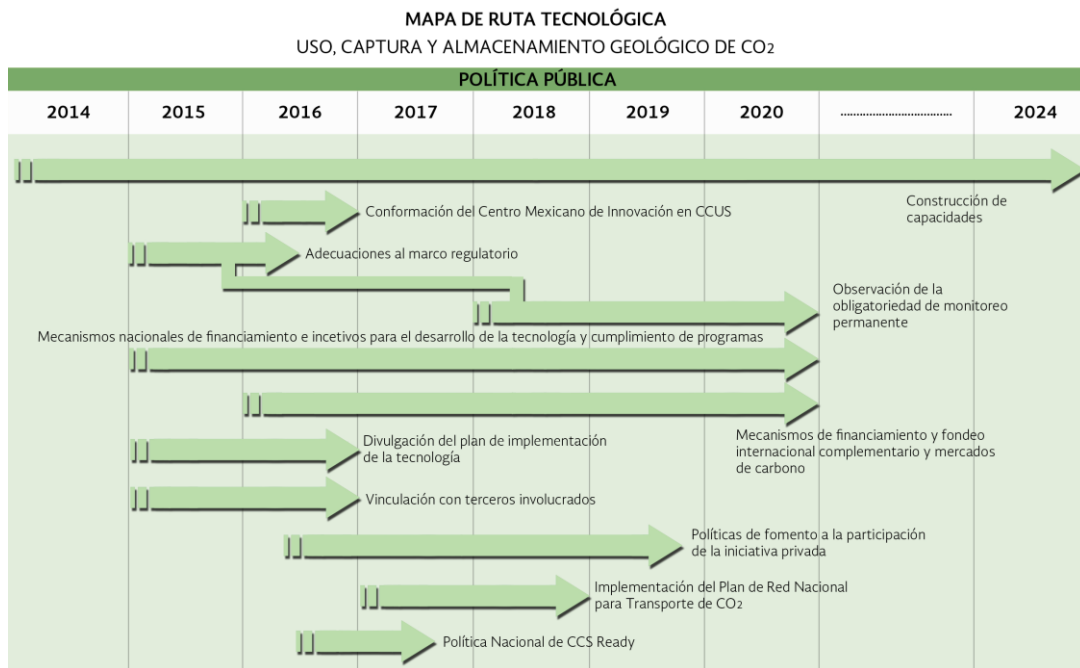 MAPA DE RUTA TECNOLÓGICA
USO, CAPTURA Y ALMACENAMIENTO GEOLÓGICO DE CO2
POLÍTICA PÚBLICA
2014 2015 2016 2017 2018 2019 2020 ................................ 2024
Construcción de
capacidades
Conformación del Centro Mexicano de Innovación en CCUS
Adecuaciones al marco regulatorio
Observación de la
obligatoriedad de monitoreo
permanente
Mecanismos nacionales de financiamiento e incetivos para el desarrollo de la tecnología y cumplimiento de programas
Mecanismos de financiamiento y fondeo
internacional complementario y mercados
de carbono
Divulgación del plan de implementación
de la tecnología
Vinculación con terceros involucrados
Políticas de fomento a la participación
de la iniciativa privada
Implementación del Plan de Red Nacional
para Transporte de CO2
Política Nacional de CCS Ready